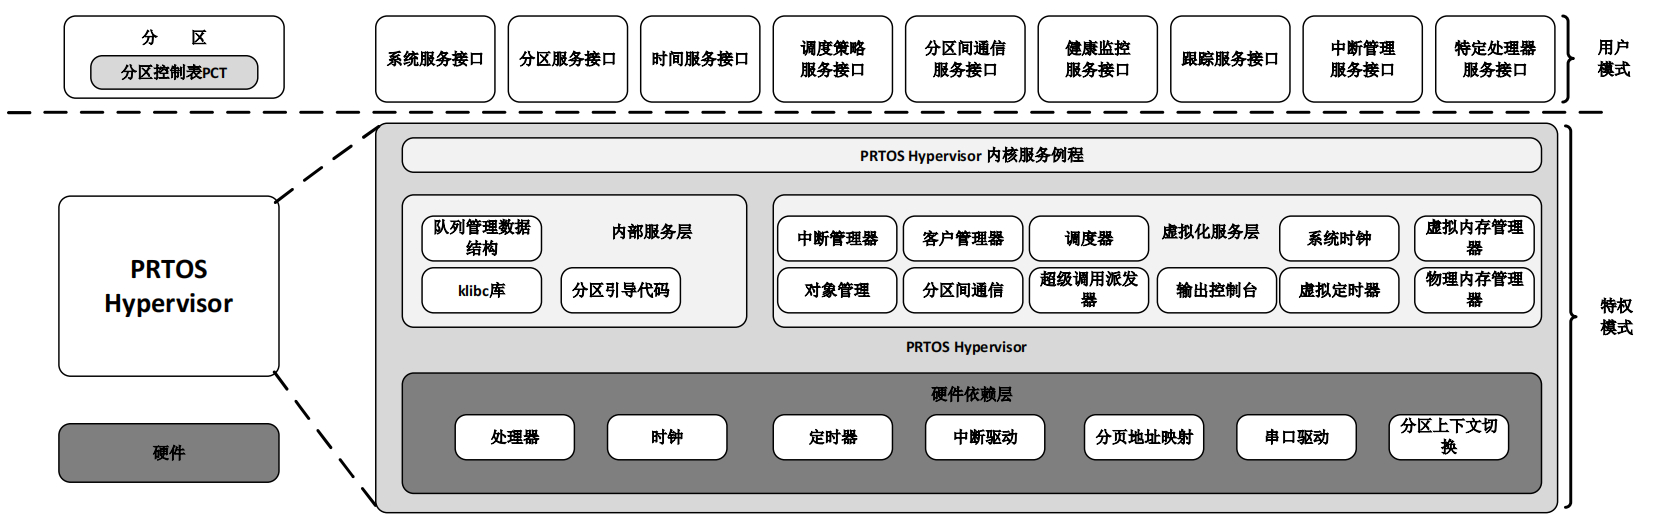 分 区
分区控制表PCT
系统服务接口
分区服务接口
时间服务接口
调度策略
服务接口
分区间通信
服务接口
健康监控
服务接口
跟踪服务接口
中断管理
服务接口
特定处理器
服务接口
用户
模式
PRTOS
Hypervisor
硬件
PRTOS Hypervisor 内核服务例程
队列管理数据
结构
内部服务层
klibc库
分区引导代码
中断管理器
客户管理器
调度器
虚拟化服务层
系统时钟
虚拟内存管理
器
对象管理
分区间通信
超级调用派发
器
输出控制台
虚拟定时器
物理内存管理
器
PRTOS Hypervisor
硬件依赖层
处理器
时钟
定时器
中断驱动
分页地址映射
串口驱动
分区上下文切
换
特权
模式